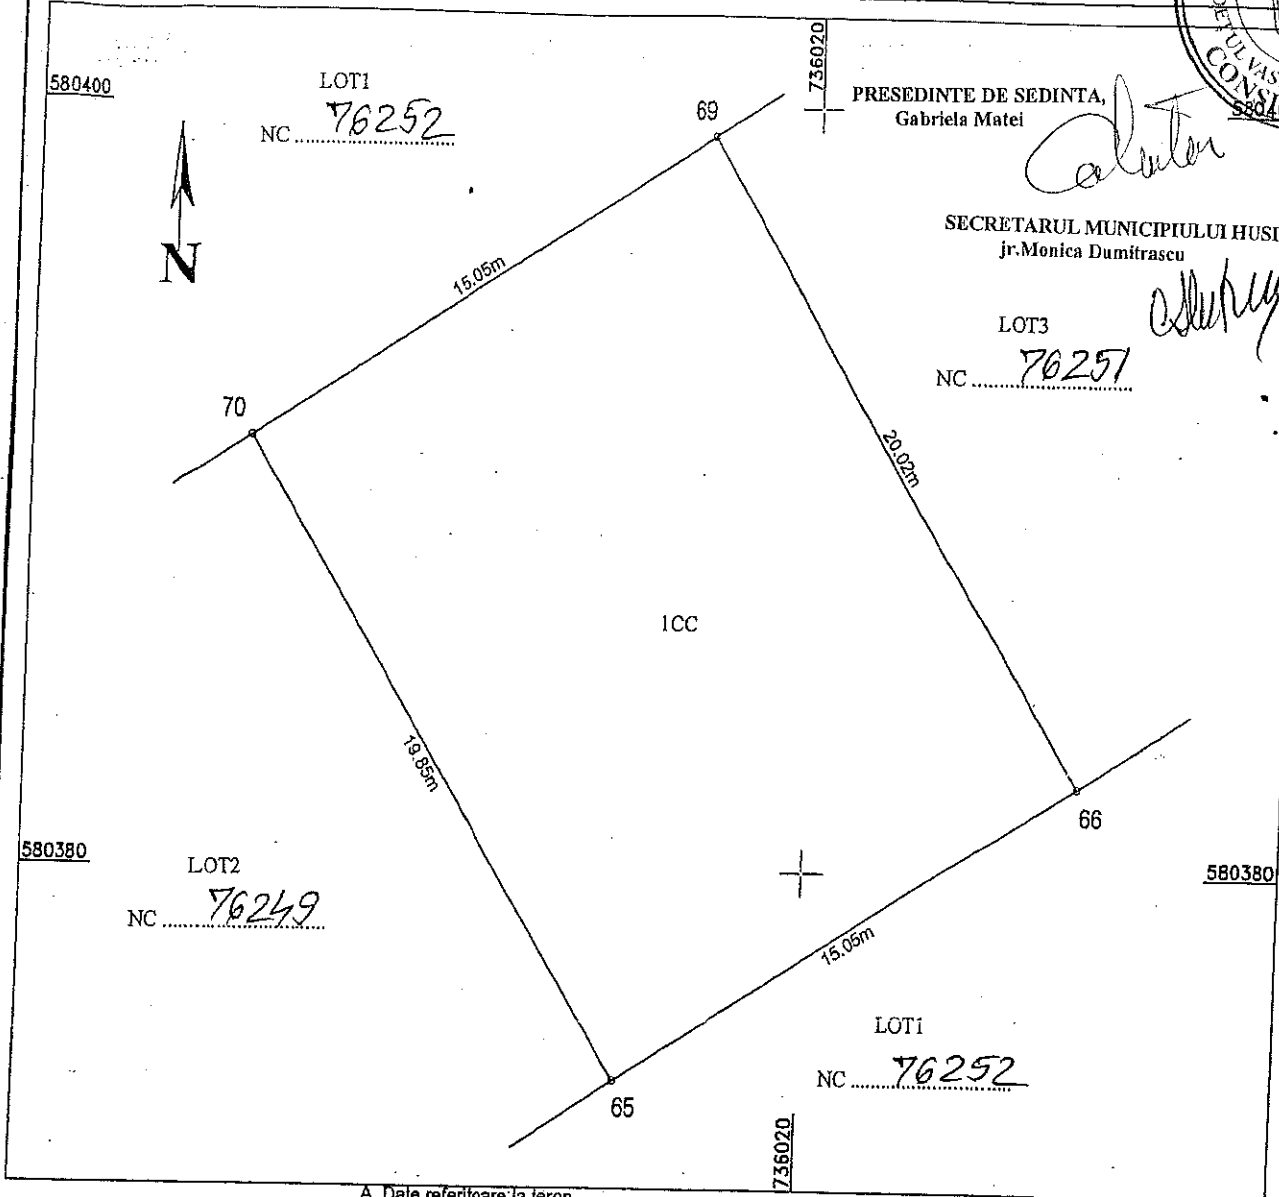 736020
580400
LOT1
NC 76252
69
PRESEDINTE DE SEDINTA,
Gabriela Matei
SECRETARUL MUNICIPIULUI HUSI
jr.Monica Dumitrascu
15.05m
LOT3
NC 76251
70
20.02m
1CC
19.85m
66
580380
LOT2
NC 76249
580380
15.05m
LOT1
NC 76252
65
736020
A. Date referitoare la teren